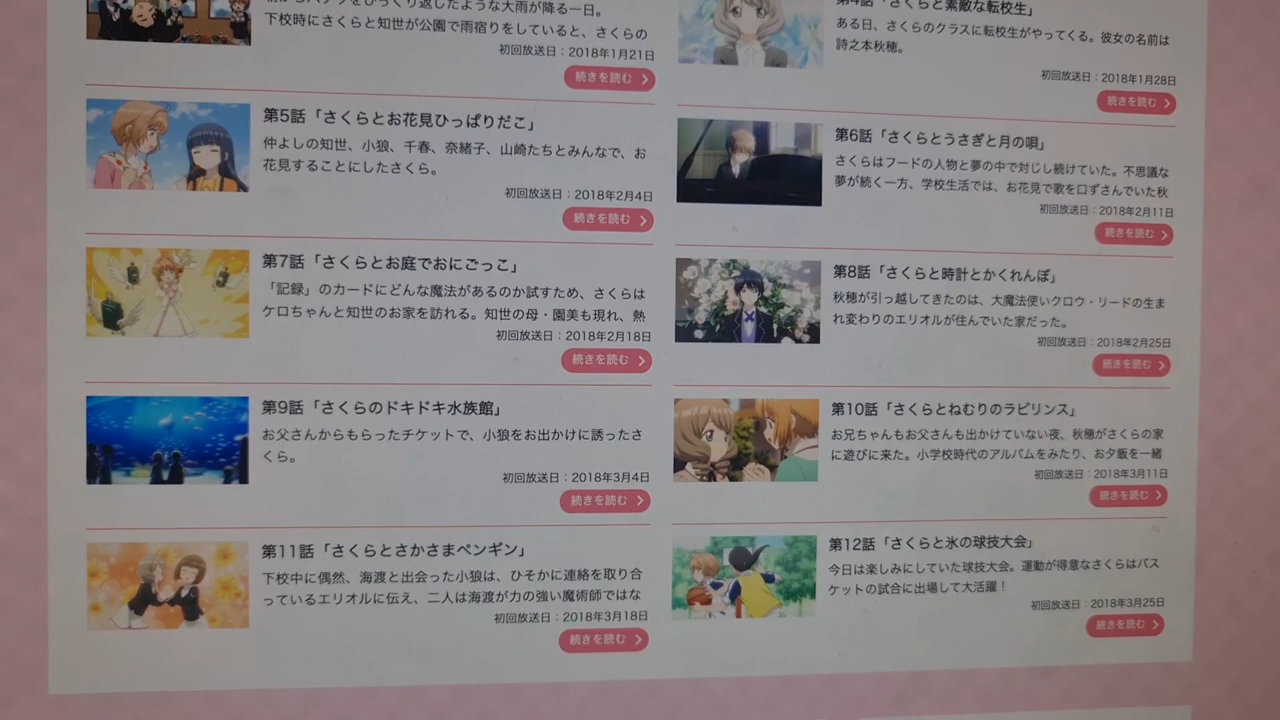 下校時にさくらと知世が公園で雨宿りをしていると、さくらの
初回放送日：2018年1月21日
続きを読む
第4話「さくらと素敵な転校生」
ある日、さくらのクラスに転校生がやってくる。彼女の名前は
詩之本秋穂。
初回放送日：2018年1月28日
続きを読む
第5話「さくらとお花見ひっぱりだこ」
仲よしの知世、小狼、千春、奈緒子、山崎たちとみんなで、お
花見することにしたさくら。
初回放送日：2018年2月4日
続きを読む
第6話「さくらとうさぎと月の唄」
さくらはフードの人物と夢の中で対じし続けていた。不思議な
夢が続く一方、学校生活では、お花見で歌を口ずさんでいた秋
初回放送日：2018年2月11日
続きを読む
第7話「さくらとお庭でおにごっこ」
「記録」のカードにどんな魔法があるのか試すため、さくらは
ケロちゃんと知世のお家を訪れる。知世の母・園美も現れ、熱
初回放送日：2018年2月18日
続きを読む
第8話「さくらと時計とかくれんぼ」
秋穂が引っ越してきたのは、大魔法使いクロウ・リードの生ま
れ変わりのエリオルが住んでいた家だった。
初回放送日：2018年2月25日
続きを読む
第9話「さくらのドキドキ水族館」
お父さんからもらったチケットで、小狼をお出かけに誘ったさ
くら。
初回放送日：2018年3月4日
続きを読む
第10話「さくらとねむりのラビリンス」
お兄ちゃんもお父さんも出かけていない夜、秋穂がさくらの家
に遊びに来た。小学校時代のアルバムをみたり、お夕飯を一緒
初回放送日：2018年3月11日
続きを読む
第11話「さくらとさかさまペンギン」
下校中に偶然、海渡と出会った小狼は、ひそかに連絡を取り合
っているエリオルに伝え、二人は海渡が力の強い魔術師ではな
初回放送日：2018年3月18日
続きを読む
第12話「さくらと氷の球技大会」
今日は楽しみにしていた球技大会。運動が得意なさくらはバス
ケットの試合に出場して大活躍！
初回放送日：2018年3月25日
続きを読む